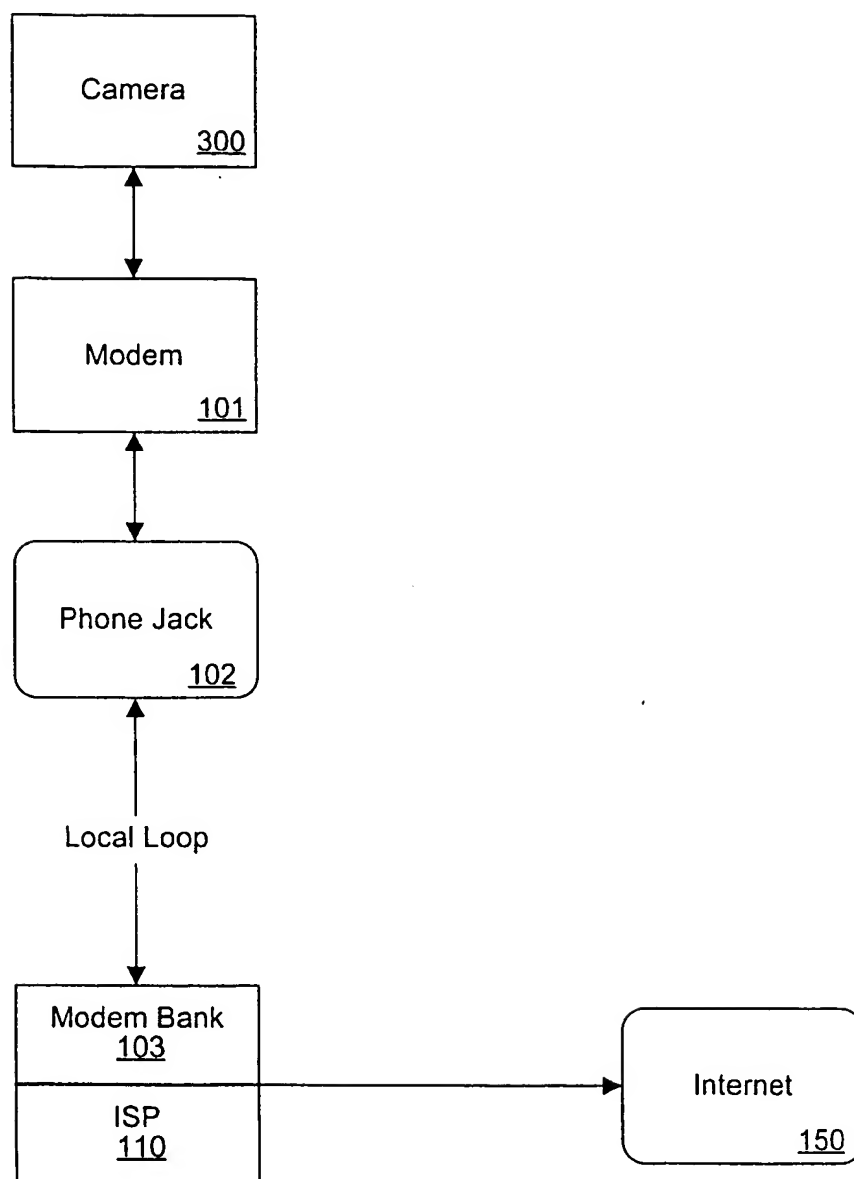 Camera
300
Modem
101
Phone Jack
102
Local Loop
Modem Bank
103
ISP
110
Internet
150